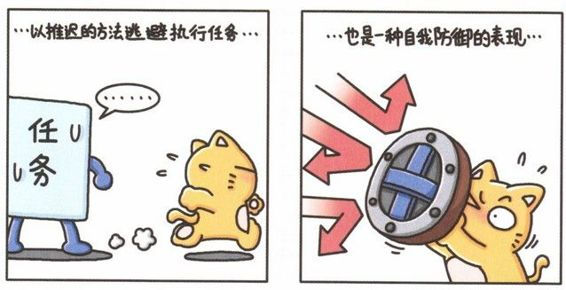 …以推迟的方法逃避执行任务…
……
任
务
…也是一种自我防御的表现…